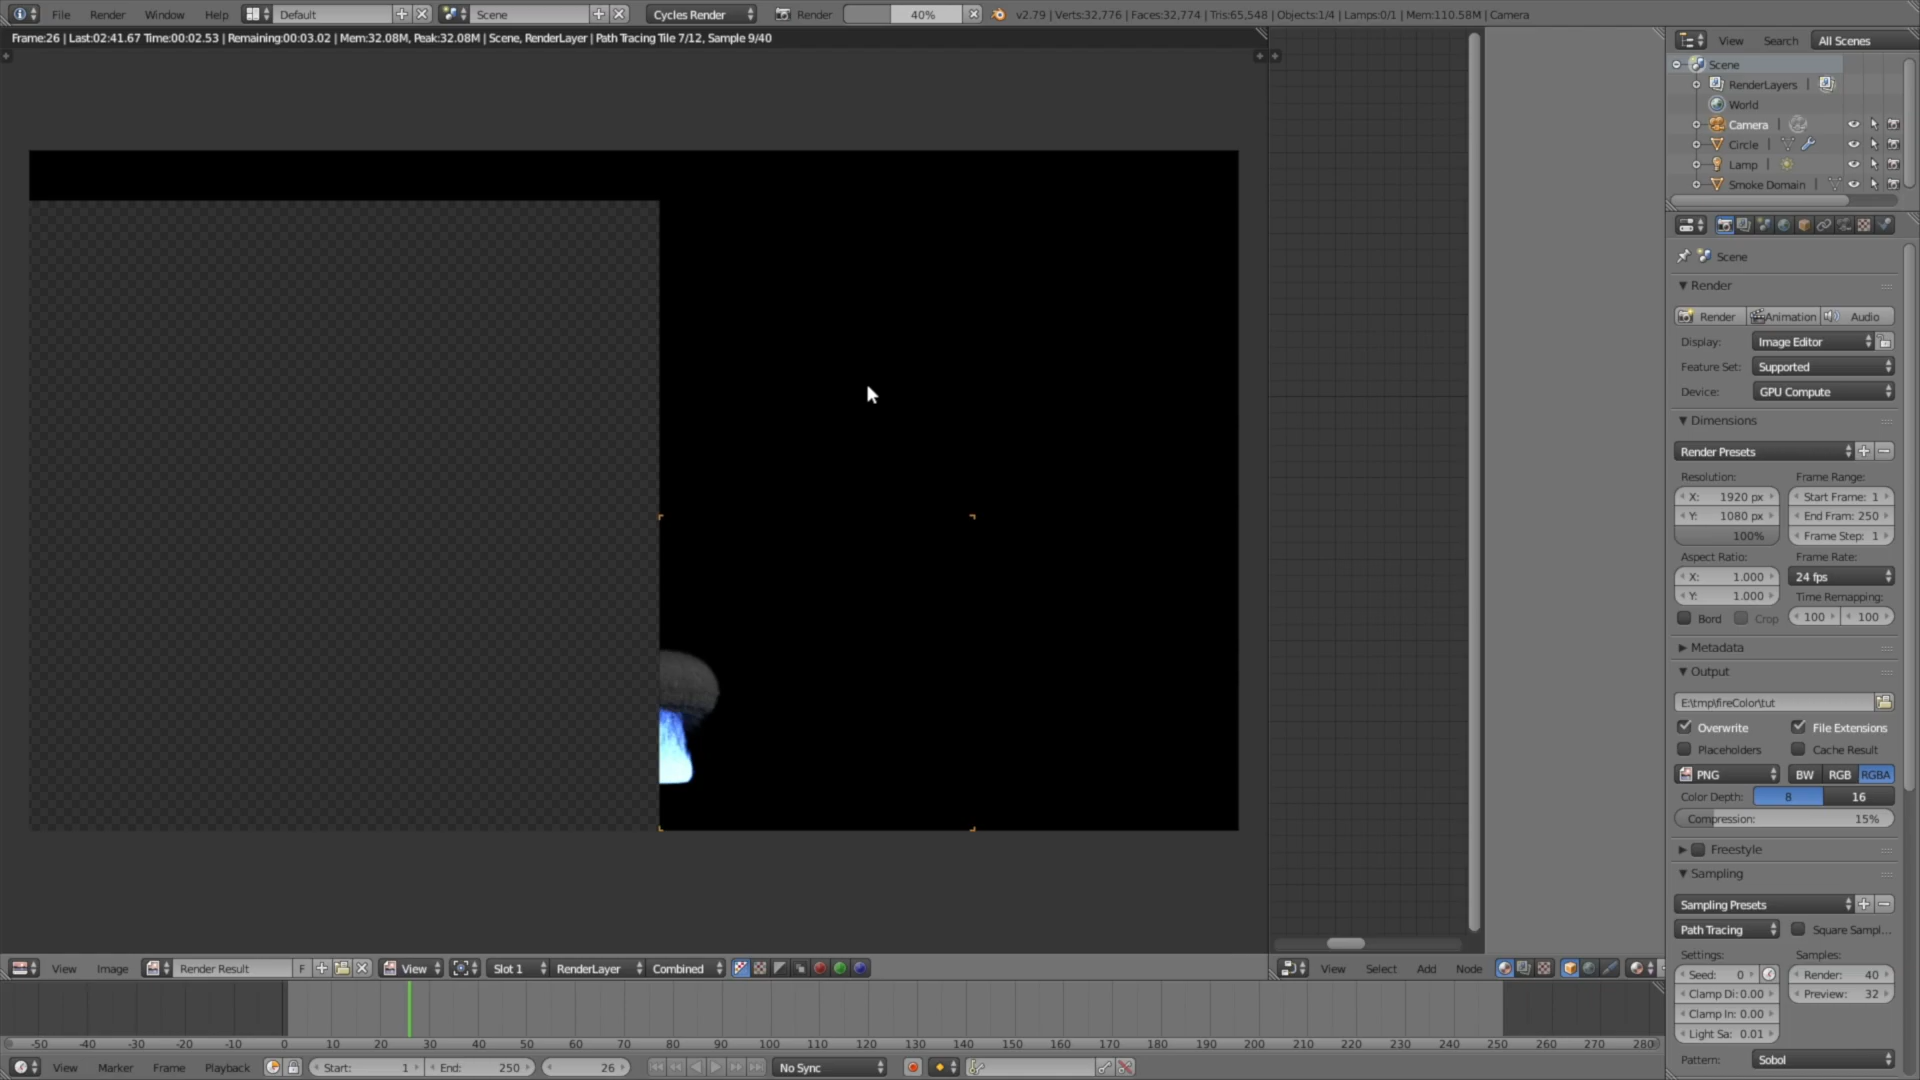 File Render Window Help Default Scene Cycles Render Render 40% v2.79 | Verts:32,776 | Faces:32,774 | Tris:65,548 | Objects:1/4 | Lamps:0/1 | Mem:110.58M | Camera
Frame:26 | Last:02:41.67 Time:00:02.53 | Remaining:00:03.02 | Mem:32.08M, Peak:32.08M | Scene, RenderLayer | Path Tracing Tile 7/12, Sample 9/40
View Search All Scenes
Scene
RenderLayers |
World
Camera |
Circle |
Lamp |
Smoke Domain |
Scene
Render
Render Animation Audio
Display: Image Editor
Feature Set: Supported
Device: GPU Compute
Dimensions
Render Presets
Resolution: Frame Range:
X: 1920 px Start Frame: 1
Y: 1080 px End Fram: 250
100% Frame Step: 1
Aspect Ratio: Frame Rate:
X: 1.000 24 fps
Y: 1.000 Time Remapping:
Bord Crop 100 100
Metadata
Output
E:\tmp\fireColor\tut
Overwrite File Extensions
Placeholders Cache Result
PNG BW RGB RGBA
Color Depth: 8 16
Compression: 15%
Freestyle
Sampling
Sampling Presets
Path Tracing Square Sampl...
Settings: Samples:
Seed: 0 Render: 40
Clamp Di: 0.00 Preview: 32
Clamp In: 0.00
Light Sa: 0.01
Pattern: Sobol
View Image Render Result F View Slot 1 RenderLayer Combined View Select Add Node
-50 -40 -30 -20 -10 0 10 20 30 40 50 60 70 80 90 100 110 120 130 140 150 160 170 180 190 200 210 220 230 240 250 260 270 280
View Marker Frame Playback Start: 1 End: 250 26 No Sync